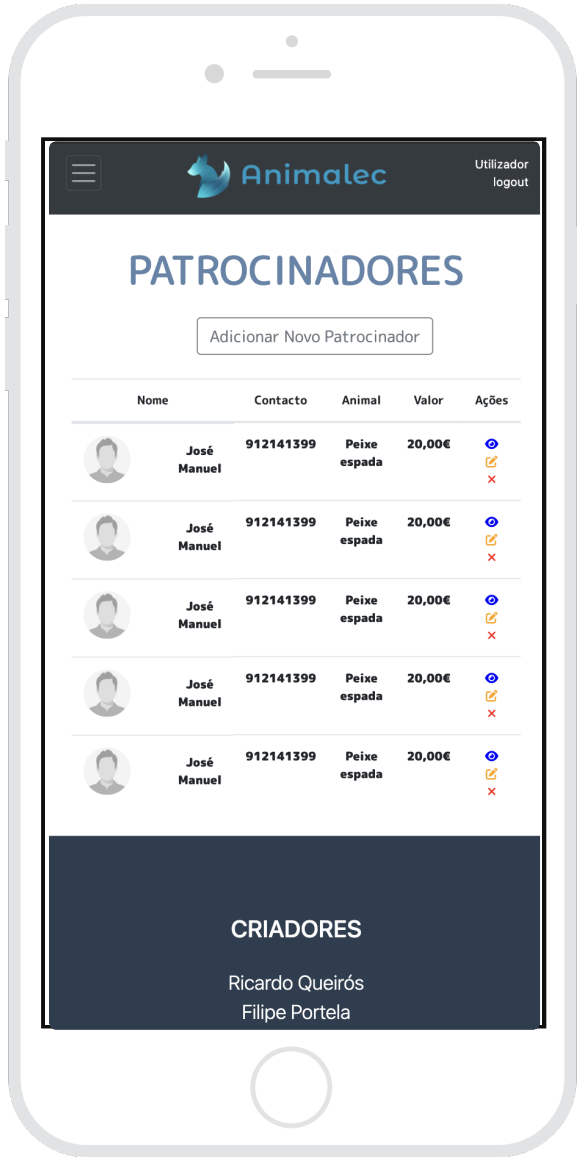 Animalec
Utilizador
logout
PATROCINADORES
Adicionar Novo Patrocinador
Nome Contacto Animal Valor Ações
José Manuel 912141399 Peixe espada 20,00€
José Manuel 912141399 Peixe espada 20,00€
José Manuel 912141399 Peixe espada 20,00€
José Manuel 912141399 Peixe espada 20,00€
José Manuel 912141399 Peixe espada 20,00€
CRIADORES
Ricardo Queirós
Filipe Portela